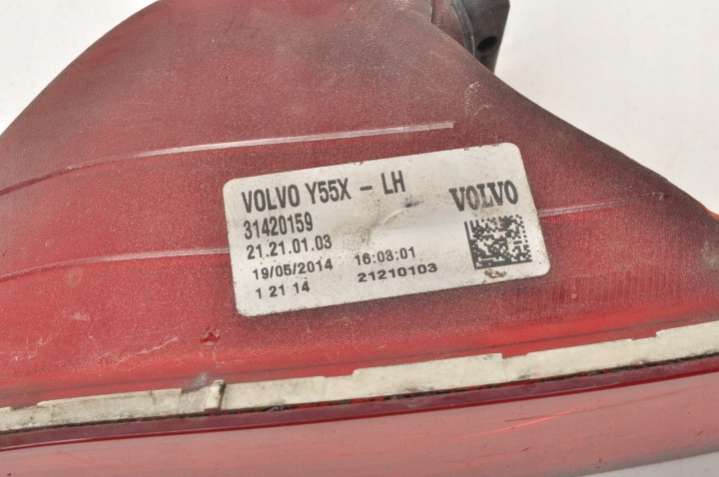 VOLVO Y55X - LH
VOLVO
31420159
21.21.01.03
19/05/2014 16:03:01
1 21 14 21210103